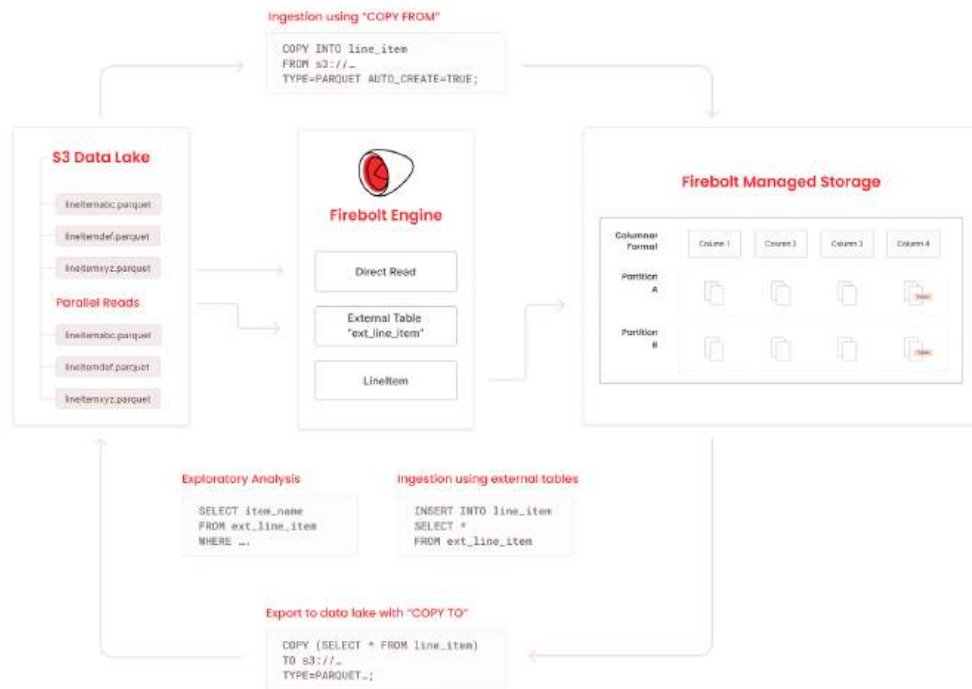 Ingestion using "COPY FROM"
COPY INTO line_item
FROM s3://…
TYPE=PARQUET AUTO_CREATE=TRUE;
S3 Data Lake
lineitemabc.parquet
lineitemdef.parquet
lineitemxyz.parquet
Parallel Reads
lineitemabc.parquet
lineitemdef.parquet
lineitemxyz.parquet
Firebolt Engine
Direct Read
External Table
"ext_line_item"
LineItem
Firebolt Managed Storage
Columnar
Format
Column 1
Column 2
Column 3
Column 4
Partition
A
Partition
B
Exploratory Analysis
SELECT item_name
FROM ext_line_item
WHERE ….
Ingestion using external tables
INSERT INTO line_item
SELECT *
FROM ext_line_item
Export to data lake with "COPY TO"
COPY (SELECT * FROM line_item)
TO s3://…
TYPE=PARQUET…;